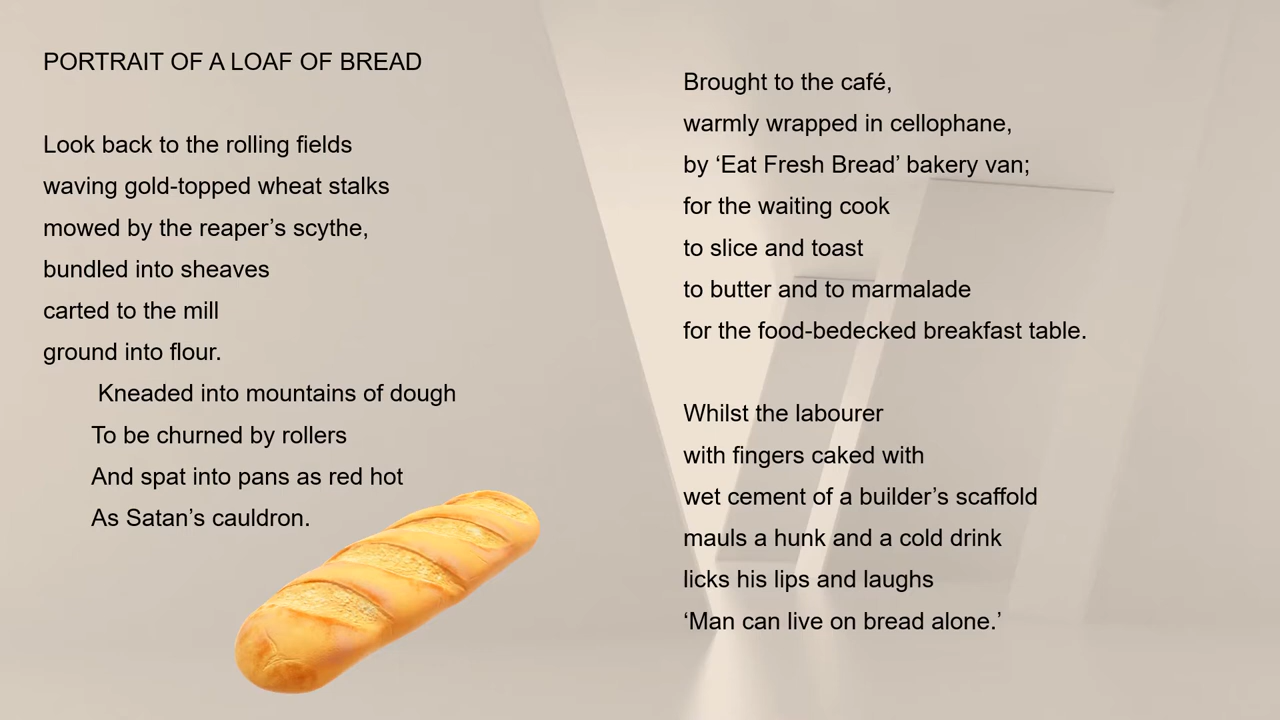 PORTRAIT OF A LOAF OF BREAD
Look back to the rolling fields
waving gold-topped wheat stalks
mowed by the reaper’s scythe,
bundled into sheaves
carted to the mill
ground into flour.
Kneaded into mountains of dough
To be churned by rollers
And spat into pans as red hot
As Satan’s cauldron.
Brought to the café,
warmly wrapped in cellophane,
by ‘Eat Fresh Bread’ bakery van;
for the waiting cook
to slice and toast
to butter and to marmalade
for the food-bedecked breakfast table.
Whilst the labourer
with fingers caked with
wet cement of a builder’s scaffold
mauls a hunk and a cold drink
licks his lips and laughs
‘Man can live on bread alone.’